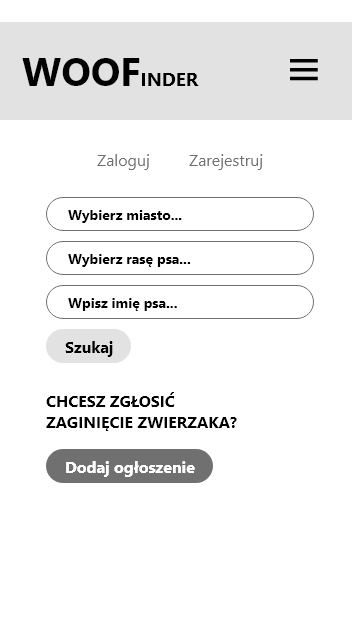 WOOFINDER
Zaloguj Zarejestruj
Wybierz miasto...
Wybierz rasę psa...
Wpisz imię psa...
Szukaj
CHCESZ ZGŁOSIĆ
ZAGINIĘCIE ZWIERZAKA?
Dodaj ogłoszenie